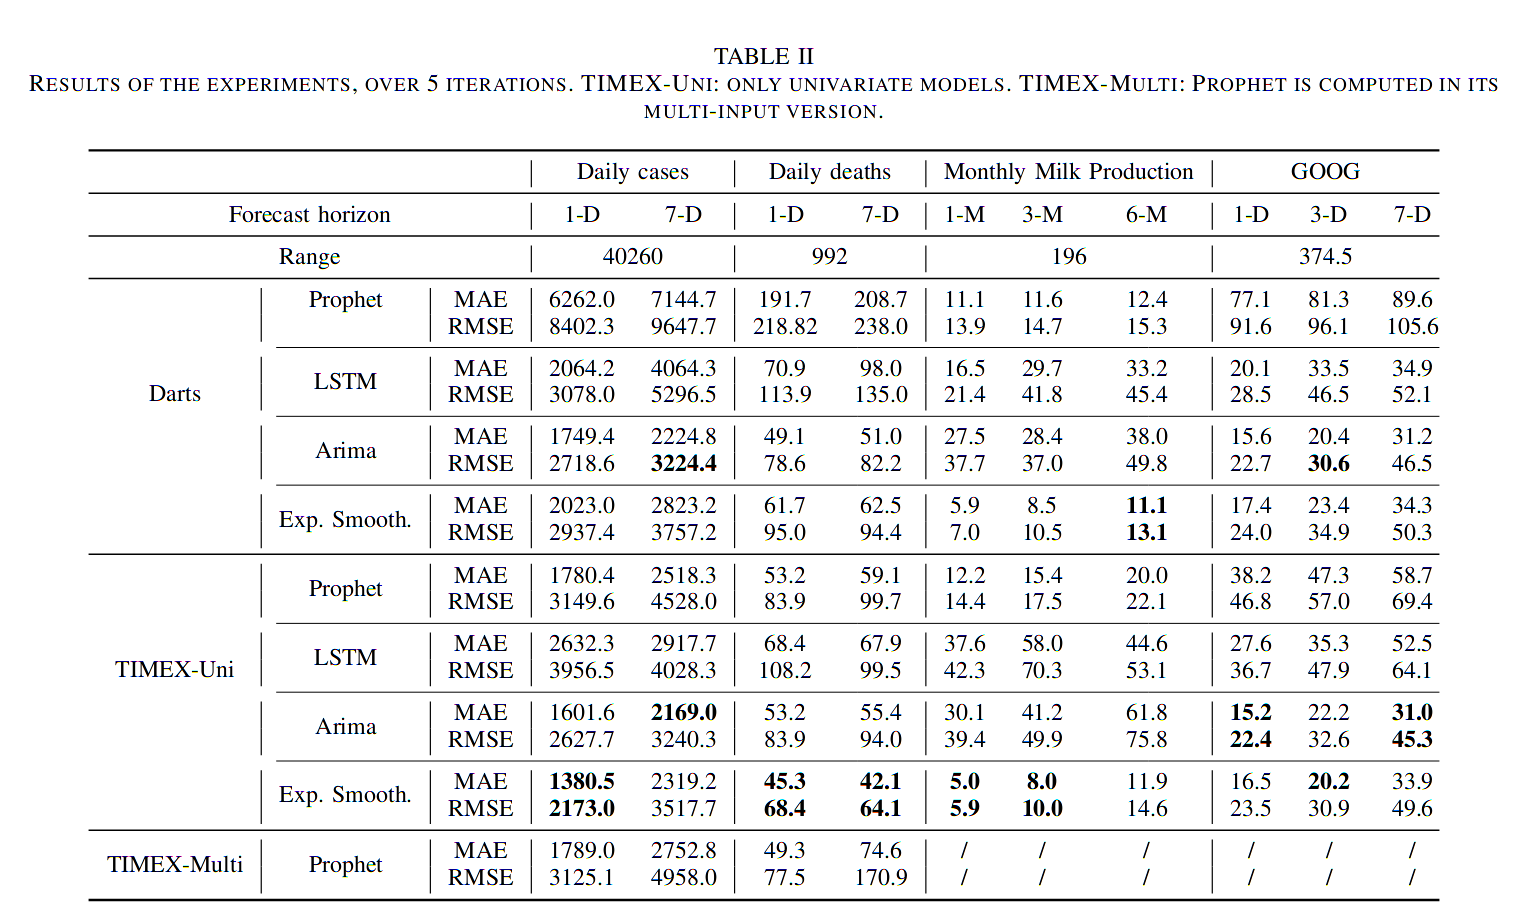 TABLE II
RESULTS OF THE EXPERIMENTS, OVER 5 ITERATIONS. TIMEX-UNI: ONLY UNIVARIATE MODELS. TIMEX-MULTI: PROPHET IS COMPUTED IN ITS
MULTI-INPUT VERSION.
Daily cases Daily deaths Monthly Milk Production GOOG
Forecast horizon 1-D 7-D 1-D 7-D 1-M 3-M 6-M 1-D 3-D 7-D
Range 40260 992 196 374.5
Prophet MAE 6262.0 7144.7 191.7 208.7 11.1 11.6 12.4 77.1 81.3 89.6
RMSE 8402.3 9647.7 218.82 238.0 13.9 14.7 15.3 91.6 96.1 105.6
MAE 2064.2 4064.3 70.9 98.0 16.5 29.7 33.2 20.1 33.5 34.9
LSTM
Darts RMSE 3078.0 5296.5 113.9 135.0 21.4 41.8 45.4 28.5 46.5 52.1
MAE 1749.4 2224.8 49.1 51.0 27.5 28.4 38.0 15.6 20.4 31.2
Arima
RMSE 2718.6 3224.4 78.6 82.2 37.7 37.0 49.8 22.7 30.6 46.5
MAE 2023.0 2823.2 61.7 62.5 5.9 8.5 11.1 17.4 23.4 34.3
Exp. Smooth.
RMSE 2937.4 3757.2 95.0 94.4 7.0 10.5 13.1 24.0 34.9 50.3
MAE 1780.4 2518.3 53.2 59.1 12.2 15.4 20.0 38.2 47.3 58.7
Prophet
RMSE 3149.6 4528.0 83.9 99.7 14.4 17.5 22.1 46.8 57.0 69.4
MAE 2632.3 2917.7 68.4 67.9 37.6 58.0 44.6 27.6 35.3 52.5
LSTM
TIMEX-Uni RMSE 3956.5 4028.3 108.2 99.5 42.3 70.3 53.1 36.7 47.9 64.1
MAE 1601.6 2169.0 53.2 55.4 30.1 41.2 61.8 15.2 22.2 31.0
Arima
RMSE 2627.7 3240.3 83.9 94.0 39.4 49.9 75.8 22.4 32.6 45.3
MAE 1380.5 2319.2 45.3 42.1 5.0 8.0 11.9 16.5 20.2 33.9
Exp. Smooth.
RMSE 2173.0 3517.7 68.4 64.1 5.9 10.0 14.6 23.5 30.9 49.6
MAE 1789.0 2752.8 49.3 74.6 / / / / / /
TIMEX-Multi Prophet
RMSE 3125.1 4958.0 77.5 170.9 / / / / / /